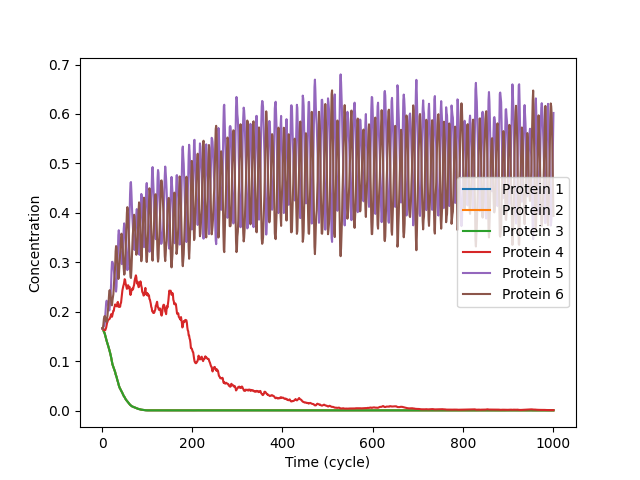 0.7
0.6
0.5
0.4
0.3
0.2
0.1
0.0
Concentration
0
200
400
600
800
1000
Time (cycle)
Protein 1
Protein 2
Protein 3
Protein 4
Protein 5
Protein 6